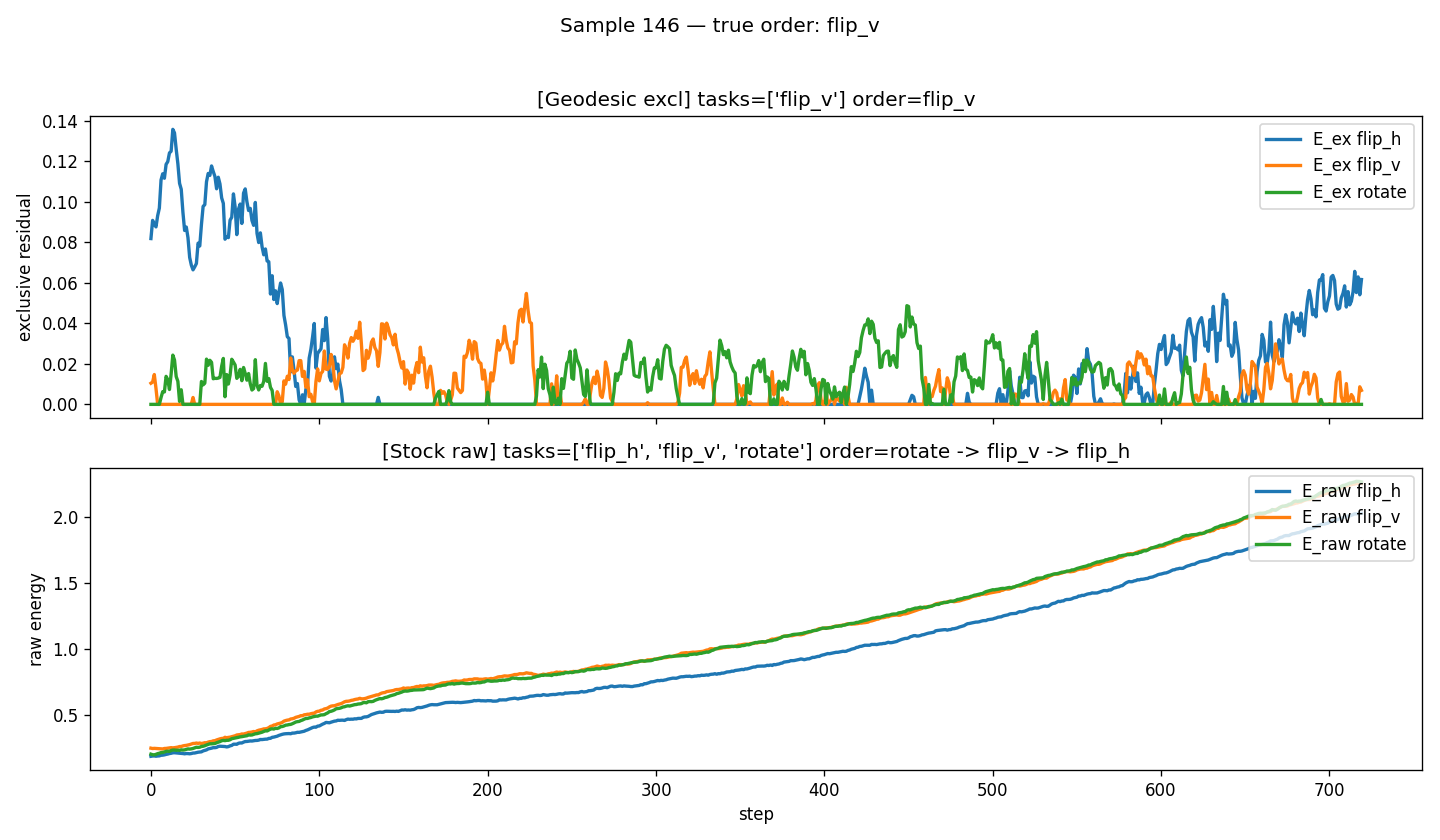 Sample 146 — true order: flip_v
[Geodesic excl] tasks=['flip_v'] order=flip_v
exclusive residual
0.14
0.12
0.10
0.08
0.06
0.04
0.02
0.00
E_ex flip_h
E_ex flip_v
E_ex rotate
[Stock raw] tasks=['flip_h', 'flip_v', 'rotate'] order=rotate -> flip_v -> flip_h
raw energy
2.0
1.5
1.0
0.5
E_raw flip_h
E_raw flip_v
E_raw rotate
0 100 200 300 400 500 600 700
step